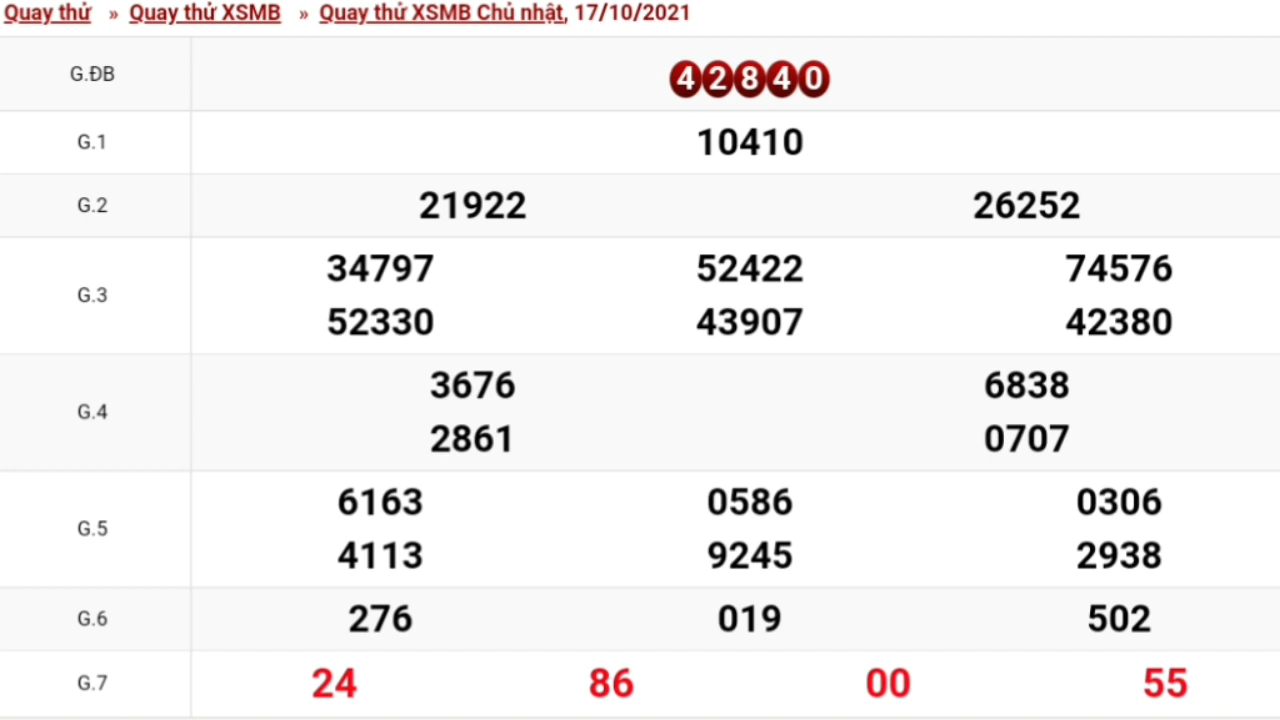 Quay thử » Quay thử XSMB » Quay thử XSMB Chủ nhật, 17/10/2021
G.ĐB 42840
G.1 10410
G.2 21922 26252
G.3 34797 52422 74576
52330 43907 42380
G.4 3676 6838
2861 0707
G.5 6163 0586 0306
4113 9245 2938
G.6 276 019 502
G.7 24 86 00 55